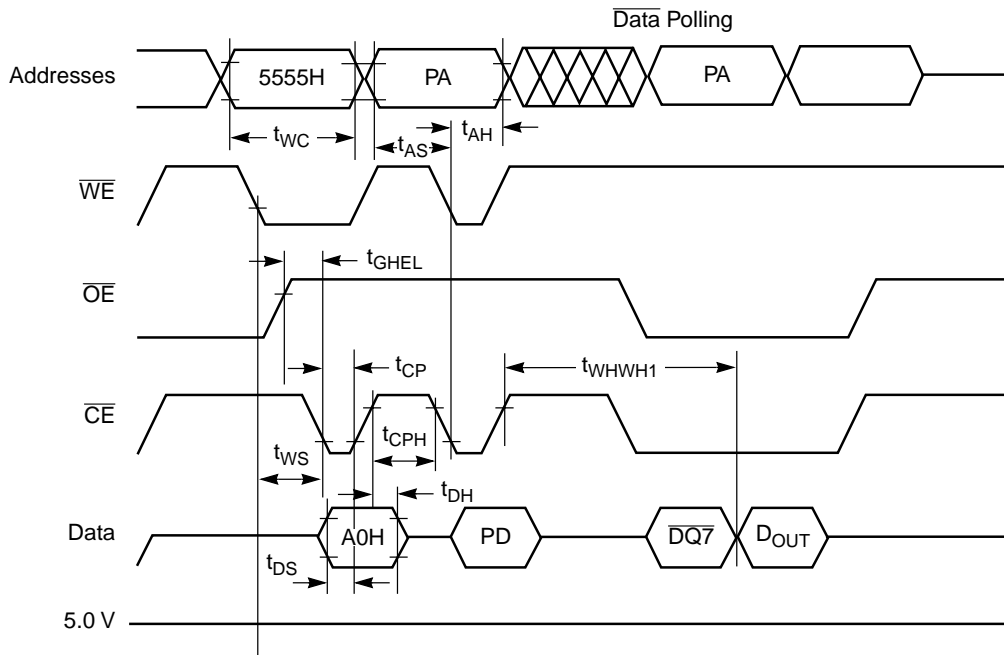 Data Polling
Addresses
5555H
PA
PA
tWC
tAS
tAH
WE
tGHEL
OE
tCP
tWHWH1
CE
tCPH
tWS
tDH
Data
A0H
PD
DQ7
DOUT
tDS
5.0 V